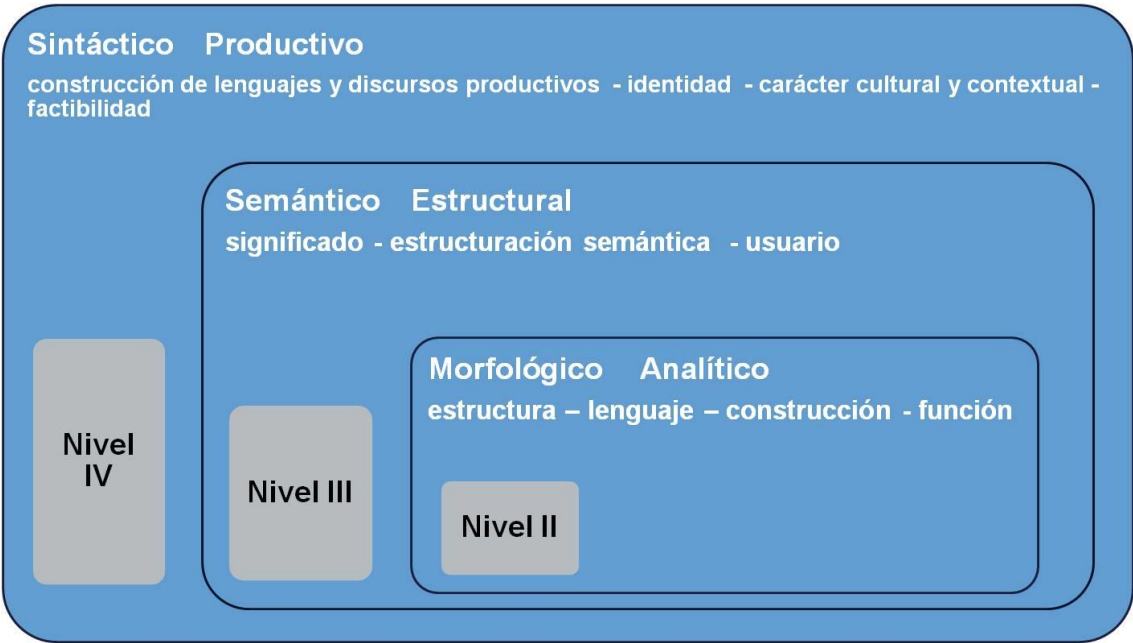 Sintáctico Productivo
construcción de lenguajes y discursos productivos - identidad - carácter cultural y contextual -
factibilidad
Semántico Estructural
significado - estructuración semántica - usuario
Morfológico Analítico
estructura – lenguaje – construcción - función
Nivel
IV
Nivel III
Nivel II